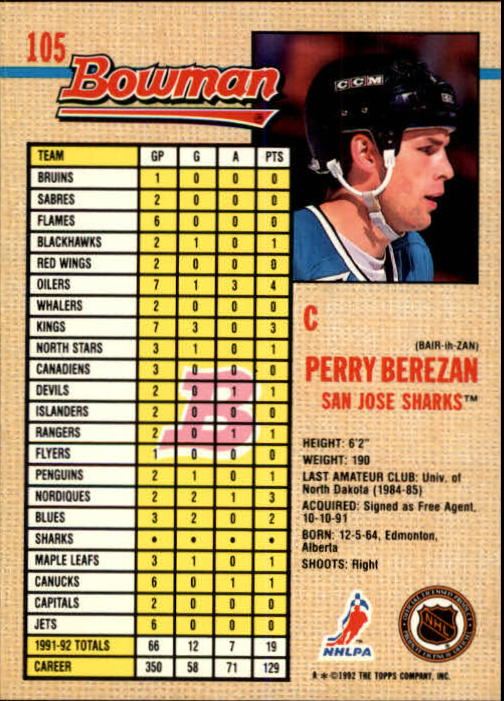 105
Bowman
CCM
TEAM GP G A PTS
BRUINS 1 0 0 0
SABRES 2 0 0 0
FLAMES 6 0 0 0
BLACKHAWKS 2 1 0 1
RED WINGS 2 0 0 0
OILERS 7 1 3 4
WHALERS 2 0 0 0
KINGS 7 3 0 3
NORTH STARS 3 1 0 1
CANADIENS 3 0 0 0
DEVILS 2 0 1 1
ISLANDERS 2 0 0 0
RANGERS 2 0 1 1
FLYERS 1 0 0 0
PENGUINS 2 1 0 1
NORDIQUES 2 2 1 3
BLUES 3 2 0 2
SHARKS • • • •
MAPLE LEAFS 3 1 0 1
CANUCKS 6 0 1 1
CAPITALS 2 0 0 0
JETS 6 0 0 0
1991-92 TOTALS 66 12 7 19
CAREER 350 58 71 129
B
C
(BAIR-ih-ZAN)
PERRY BEREZAN
SAN JOSE SHARKS™
HEIGHT: 6'2"
WEIGHT: 190
LAST AMATEUR CLUB: Univ. of
North Dakota (1984-85)
ACQUIRED: Signed as Free Agent,
10-10-91
BORN: 12-5-64, Edmonton,
Alberta
SHOOTS: Right
NHLPA
NHL
A * ©1992 THE TOPPS COMPANY, INC.